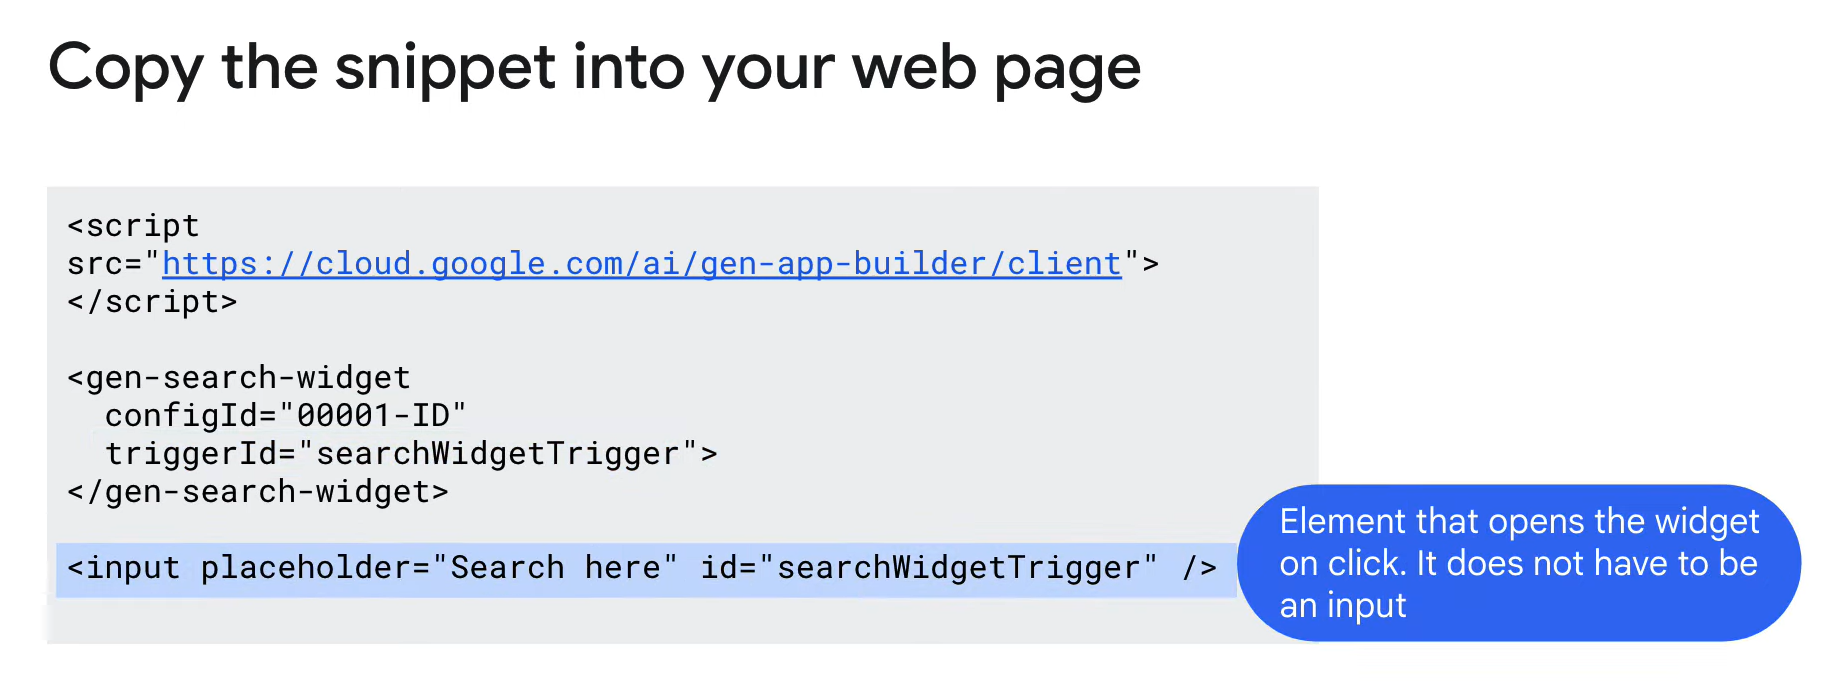 Copy the snippet into your web page
<script
src="https://cloud.google.com/ai/gen-app-builder/client">
</script>
<gen-search-widget
configId="00001-ID"
triggerId="searchWidgetTrigger">
</gen-search-widget>
<input placeholder="Search here" id="searchWidgetTrigger" />
Element that opens the widget
on click. It does not have to be
an input